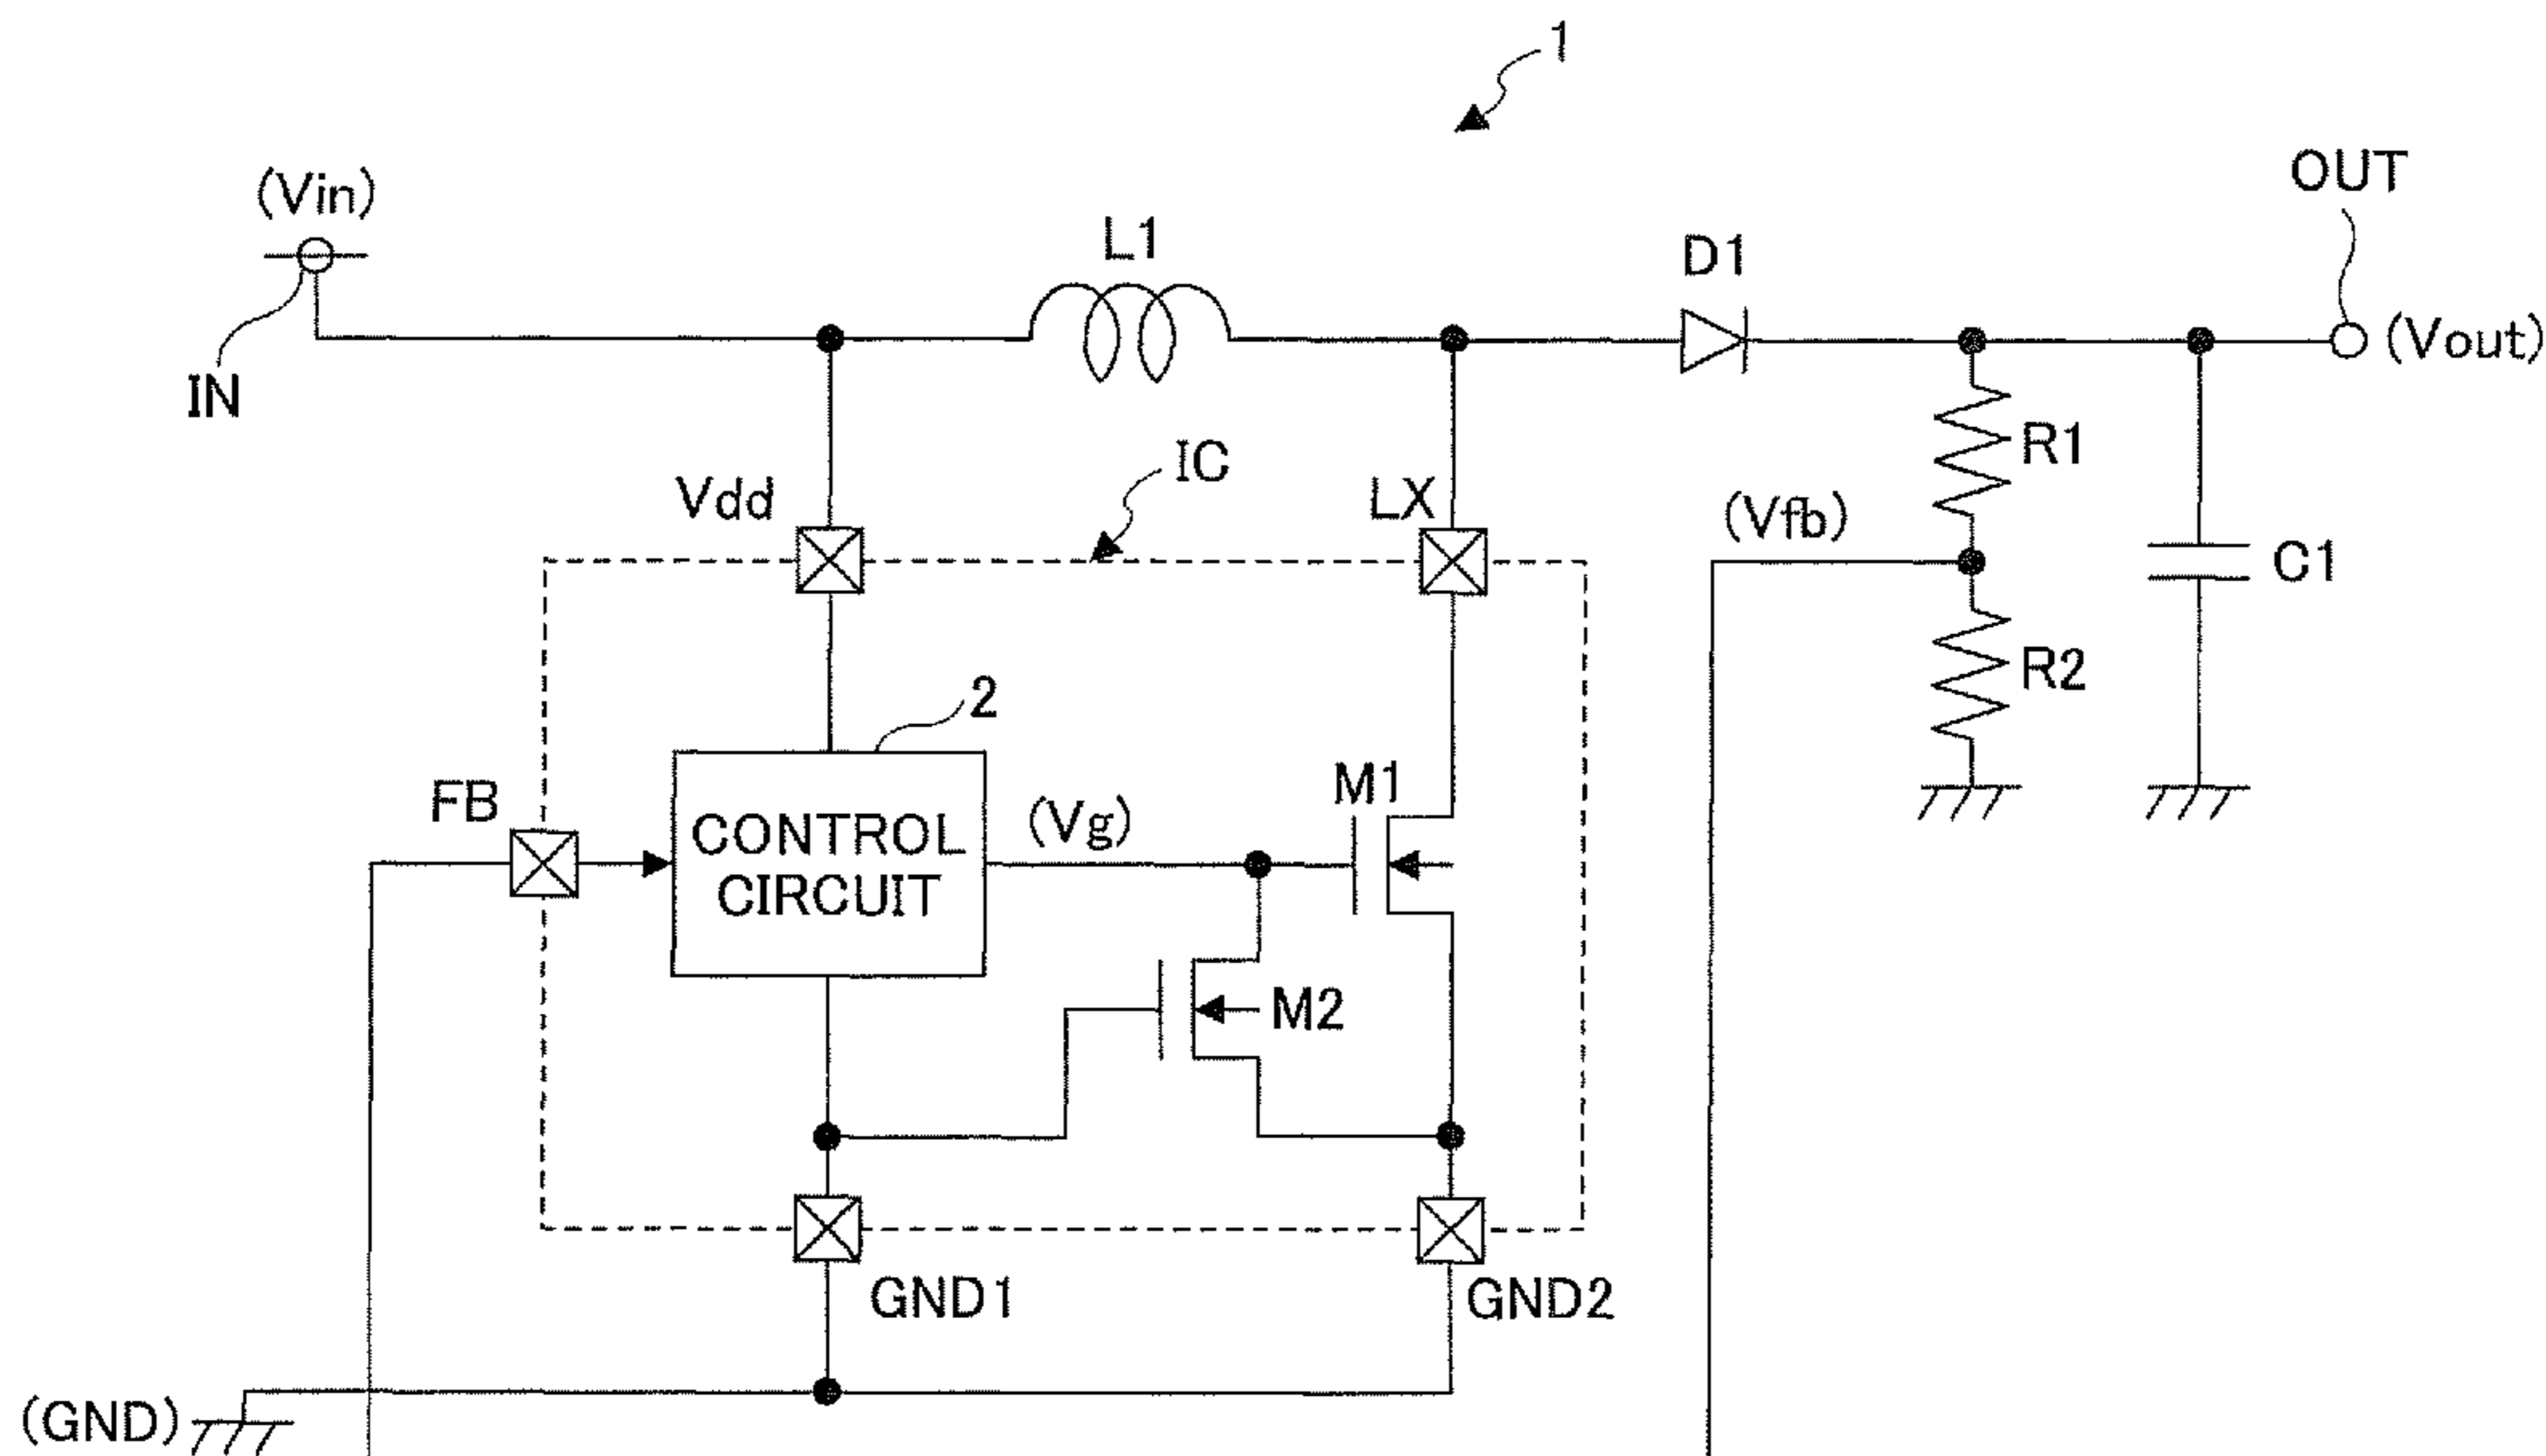 1
(Vin)
OUT
L1
D1
(Vout)
IN
R1
IC
Vdd
LX
(Vfb)
C1
R2
2
FB
M1
(Vg)
CONTROL
CIRCUIT
M2
GND1
GND2
(GND)